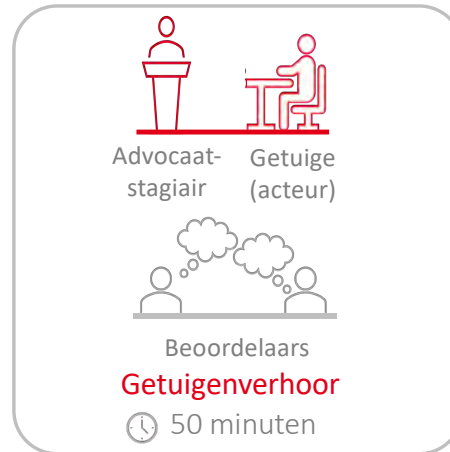 Advocaat-
stagiair
Getuige
(acteur)
Beoordelaars
Getuigenverhoor
50 minuten